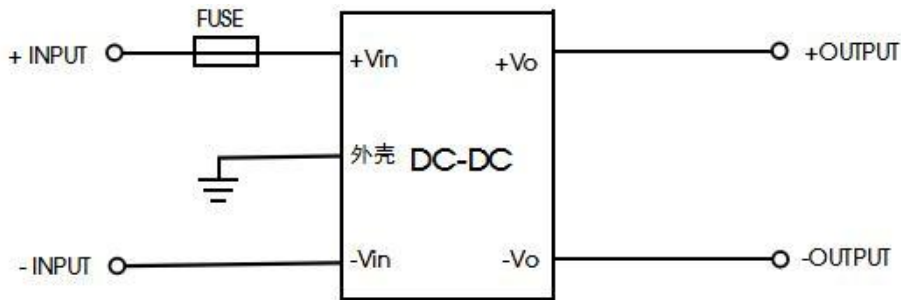 FUSE
+ INPUT
+Vin
+Vo
+OUTPUT
外壳
DC-DC
- INPUT
-Vin
-Vo
-OUTPUT